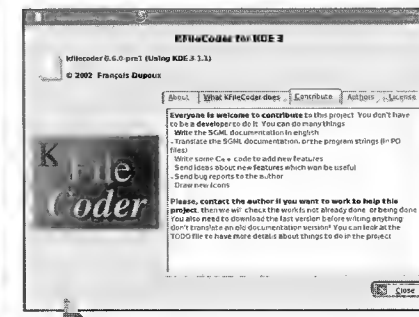 KFileCoder for KDE 3
kfilecoder 0.6.0-pre1 (Using KDE 3.1.1)
© 2002 François Dupoux
About What KFileCoder does Contribute Authors License
Everyone is welcome to contribute to this project. You don't have
to be a developer to do it. You can do many things
Write the SGML documentation in english
- Translate the SGML documentation, or the program strings (in PO
files)
Write some C++ code to add new features
Send ideas about new features which wan be useful
- Send bug reports to the author
Draw new icons
Please, contact the author if you want to work to help this
project, then we will check the work is not already done or being done
You also need to download the last version before writing anything
don't translate an old documentation version! You can look at the
TODO file to have more details about things to do in the project
K File
Coder
Close